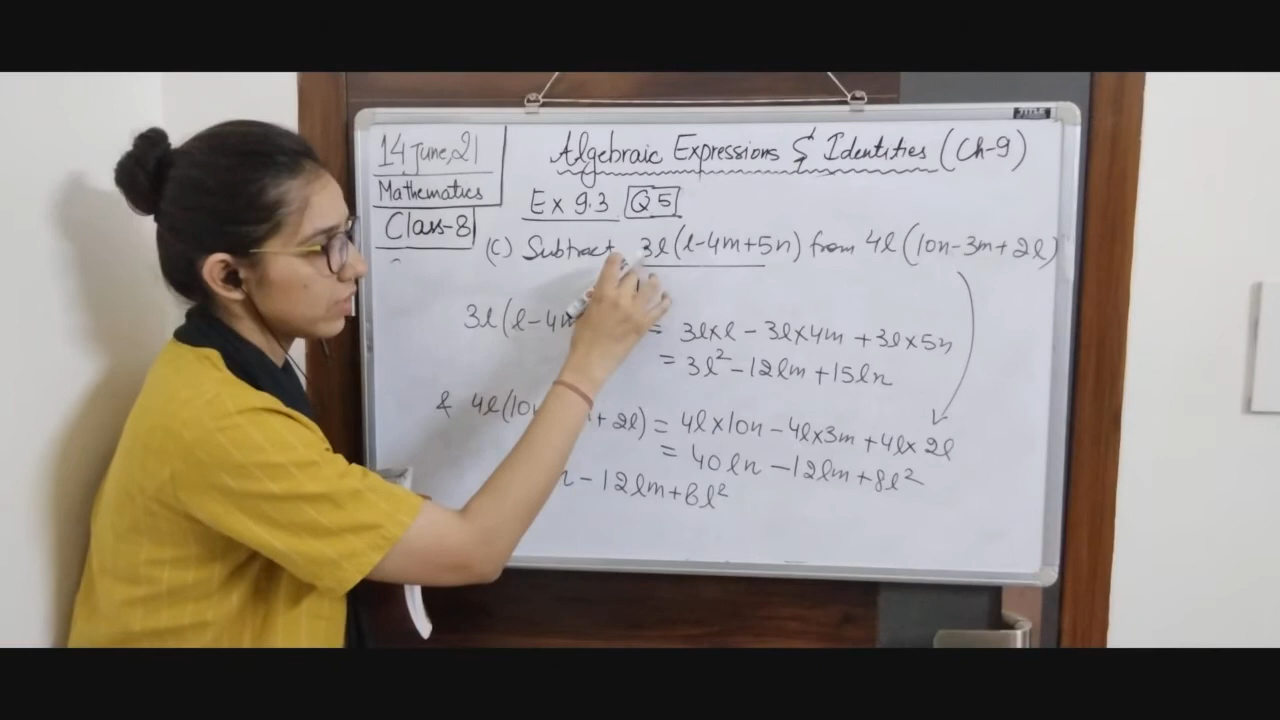 14 June, 21
Mathematics
Class-8
Algebraic Expressions & Identities (Ch-9)
Ex 9.3 Q5
(c) Subtract 3l(l-4m+5n) from 4l(10n-3m+2l)
3l(l-4m = 3l×l - 3l×4m + 3l×5n
= 3l² - 12lm + 15ln
& 4l(10n + 2l) = 4l×10n - 4l×3m + 4l×2l
= 40ln - 12lm + 8l²
n - 12lm + 8l²